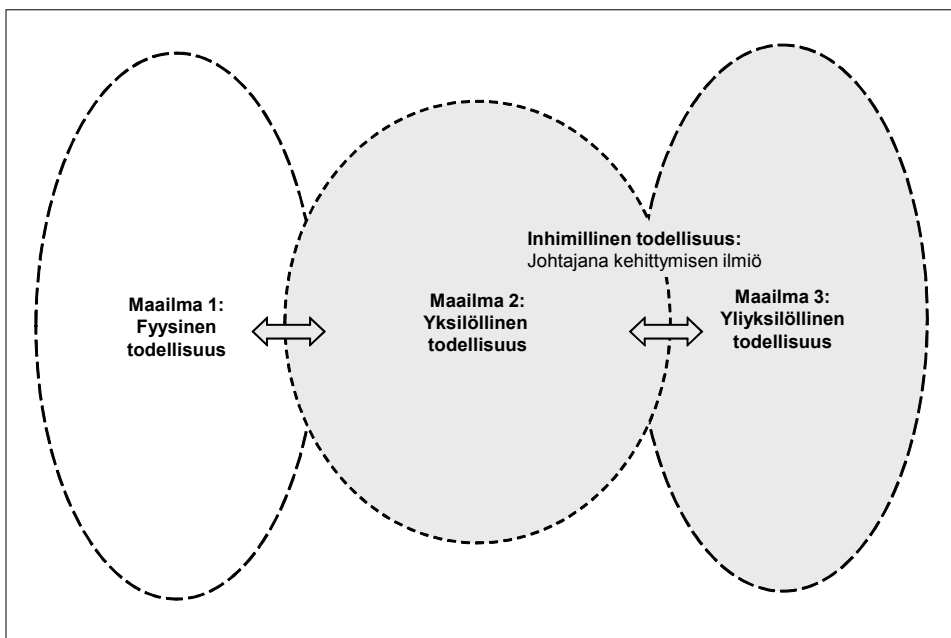 Inhimillinen todellisuus:
Johtajana kehittymisen ilmiö
Maailma 1:
Fyysinen
todellisuus
Maailma 2:
Yksilöllinen
todellisuus
Maailma 3:
Yliyksilöllinen
todellisuus